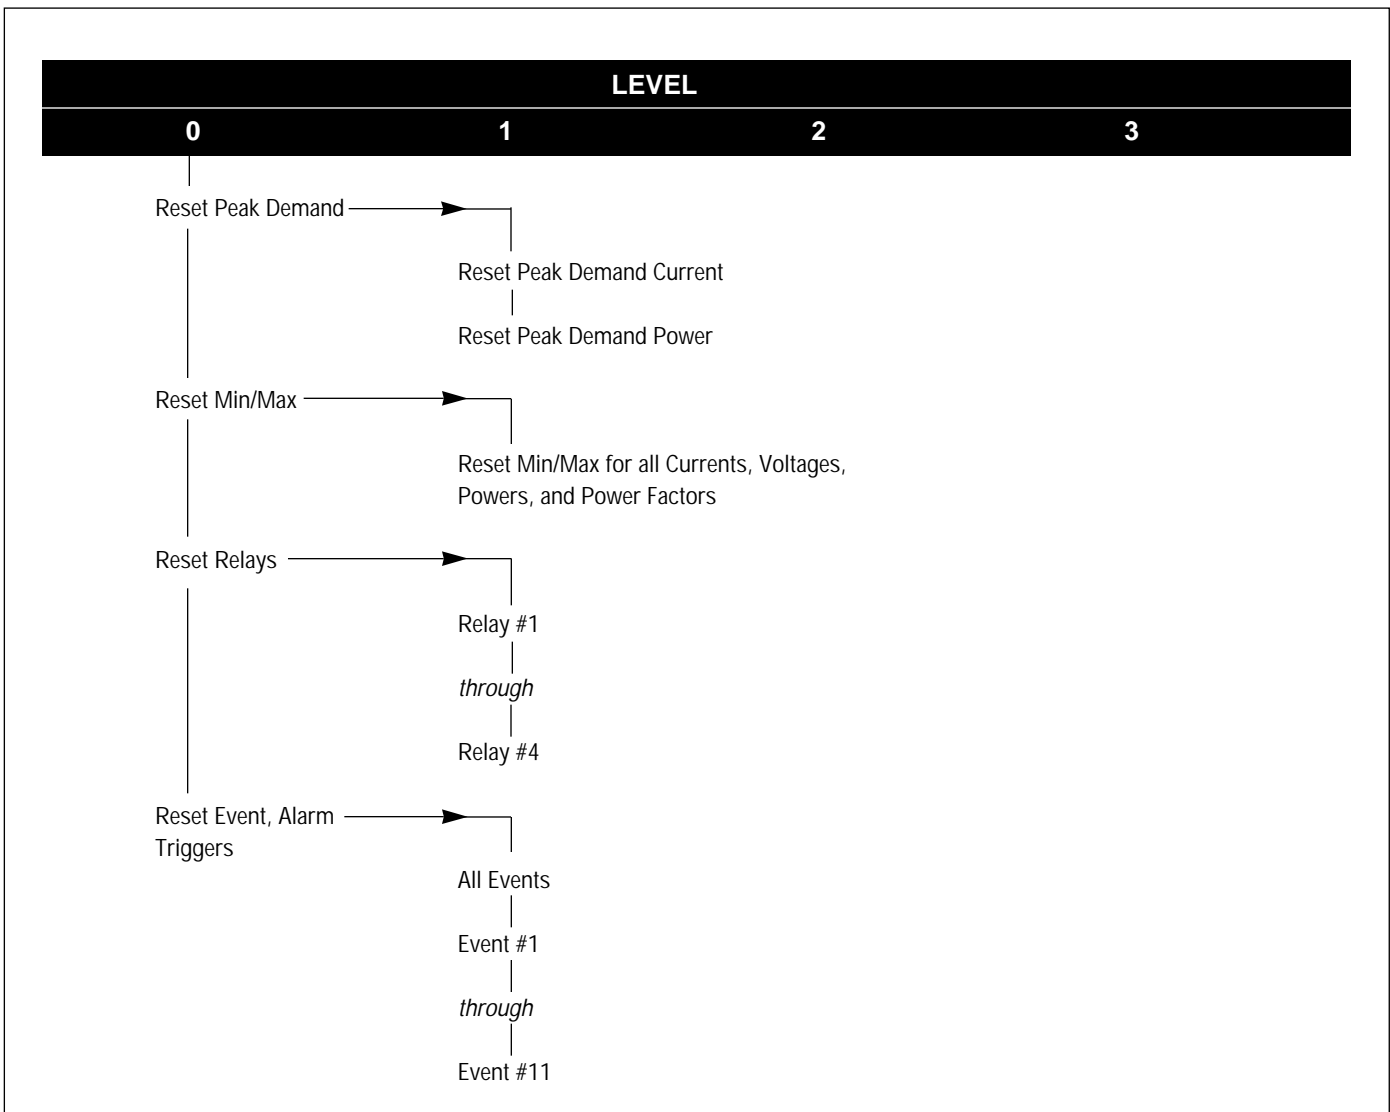 LEVEL
0 1 2 3
Reset Peak Demand
Reset Peak Demand Current
Reset Peak Demand Power
Reset Min/Max
Reset Min/Max for all Currents, Voltages,
Powers, and Power Factors
Reset Relays
Relay #1
through
Relay #4
Reset Event, Alarm
Triggers
All Events
Event #1
through
Event #11